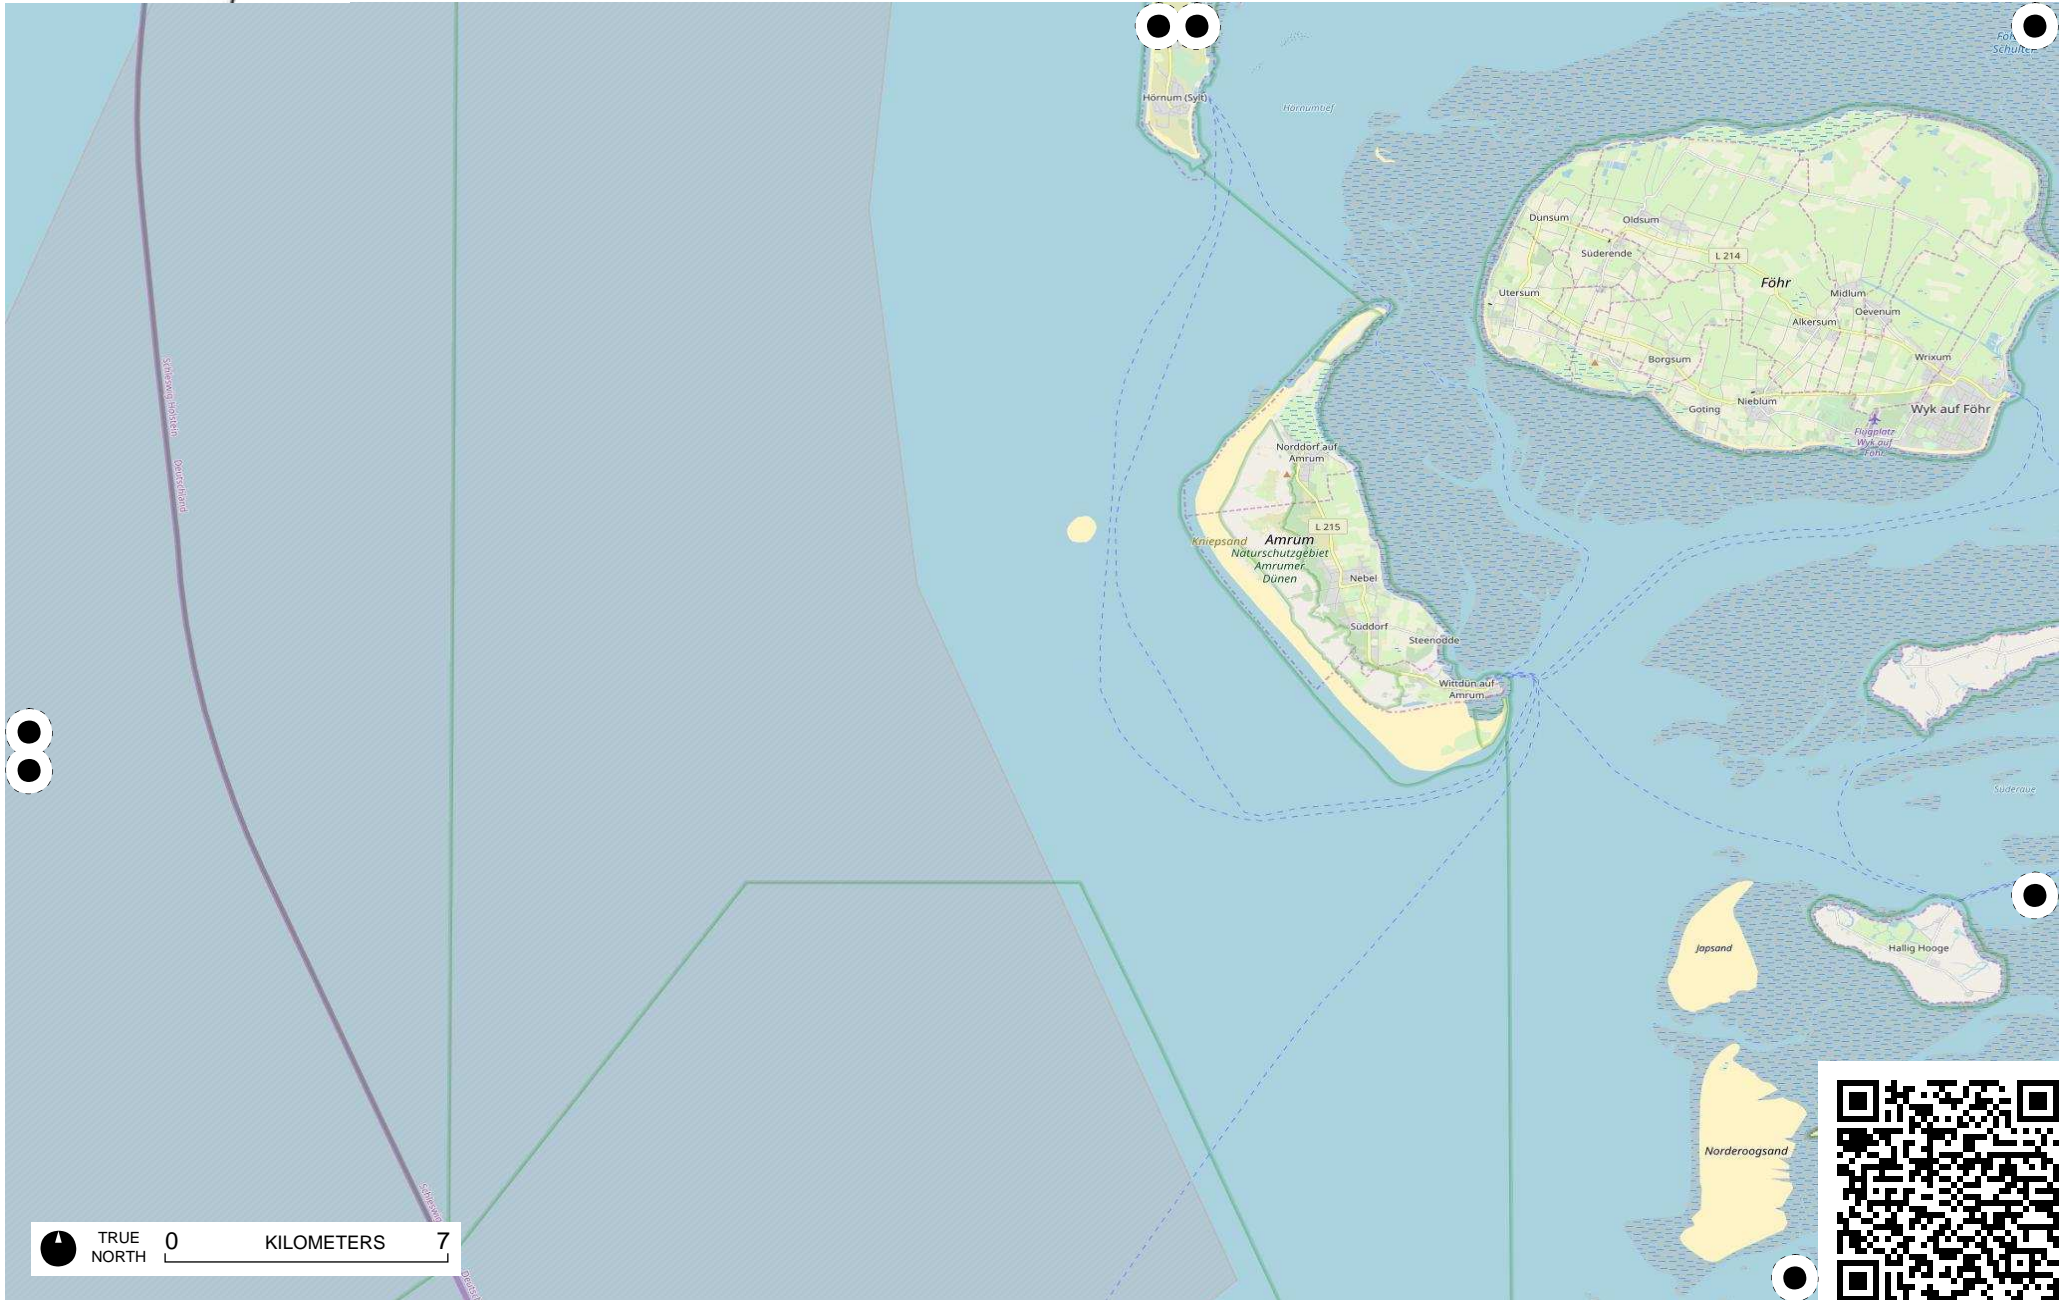 Hörnum (Sylt)
Hörnumtief
Dunsum
Oldsum
Süderende
L 214
Föhr
Utersum
Midlum
Oevenum
Alkersum
Borgsum
Wrixum
Goting
Nieblum
Wyk auf Föhr
Flugplatz
Wyk auf
Föhr
Norddorf auf
Amrum
L 215
Kniepsand
Amrum
Naturschutzgebiet
Amrumer
Dünen
Nebel
Süddorf
Steenodde
Wittdün auf
Amrum
Schleswig-Holstein
Deutschland
Süderaue
Japsand
Hallig Hooge
Norderoogsand
TRUE
NORTH
0 KILOMETERS 7